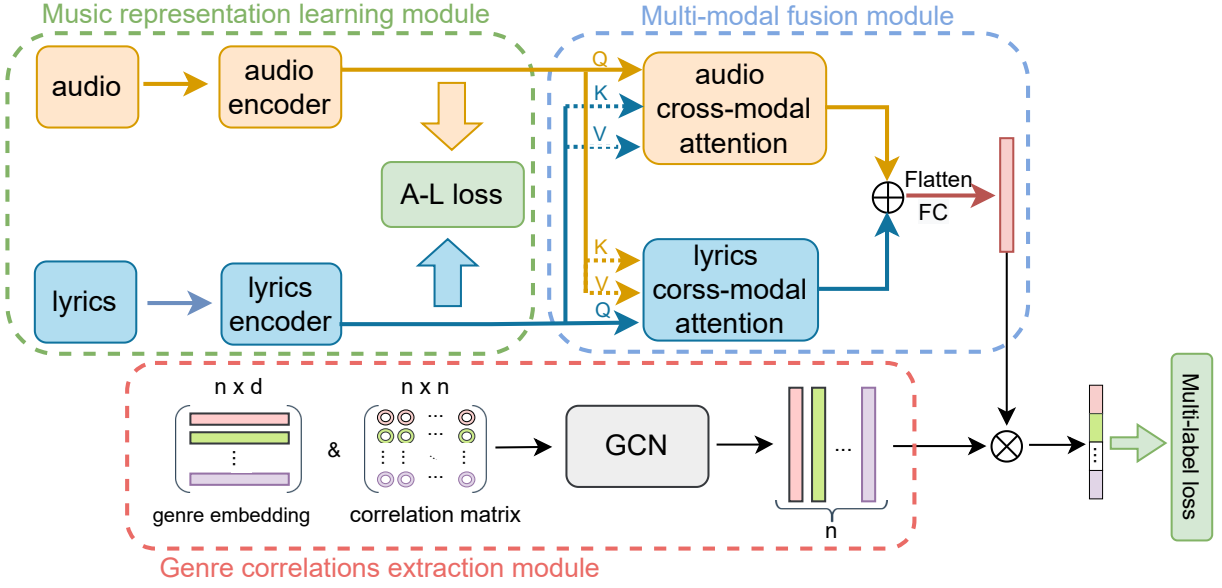 Music representation learning module
Multi-modal fusion module
audio
audio
encoder
A-L loss
lyrics
lyrics
encoder
Q
K
V
audio
cross-modal
attention
K
V
Q
lyrics
corss-modal
attention
Flatten
FC
n x d
genre embedding
&
n x n
correlation matrix
GCN
...
n
Multi-label loss
Genre correlations extraction module